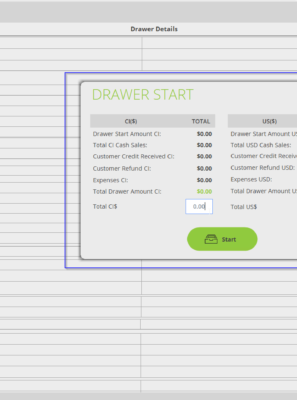 Drawer Details
DRAWER START
CI($) TOTAL US($)
Drawer Start Amount CI: $0.00 Drawer Start Amount US
Total CI Cash Sales: $0.00 Total USD Cash Sales:
Customer Credit Received CI: $0.00 Customer Credit Receiv
Customer Refund CI: $0.00 Customer Refund USD:
Expenses CI: $0.00 Expenses USD:
Total Drawer Amount CI: $0.00 Total Drawer Amount US
Total CI$ 0.00 Total US$
Start